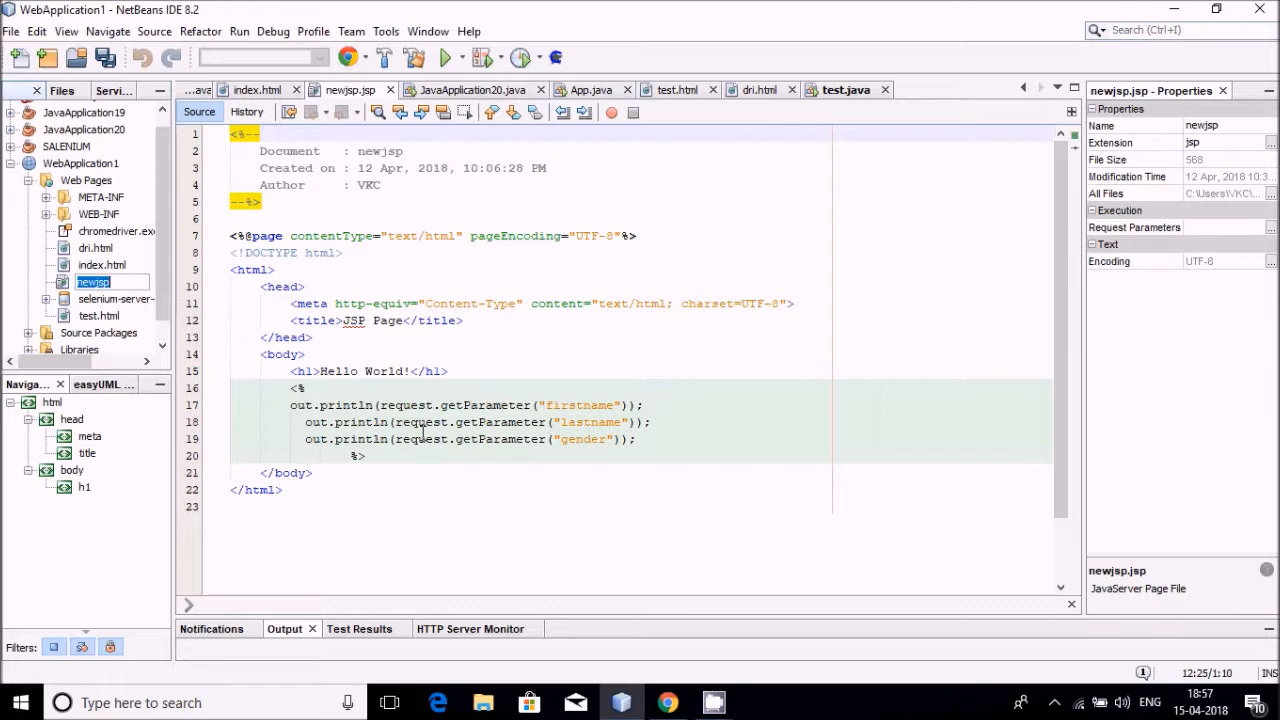 WebApplication1 - NetBeans IDE 8.2
File Edit View Navigate Source Refactor Run Debug Profile Team Tools Window Help
Search (Ctrl+I)
Files Servi...
...ava index.html newjsp.jsp JavaApplication20.java App.java test.html dri.html test.java
newjsp.jsp - Properties
Source History
JavaApplication19
JavaApplication20
SELENIUM
WebApplication1
Web Pages
META-INF
WEB-INF
chromedriver.exe
dri.html
index.html
newjsp
selenium-server-
test.html
Source Packages
Libraries
1 <%--
2 Document : newjsp
3 Created on : 12 Apr, 2018, 10:06:28 PM
4 Author : VKC
5 --%>
6
7 <%@page contentType="text/html" pageEncoding="UTF-8"%>
8 <!DOCTYPE html>
9 <html>
10 <head>
11 <meta http-equiv="Content-Type" content="text/html; charset=UTF-8">
12 <title>JSP Page</title>
13 </head>
14 <body>
15 <h1>Hello World!</h1>
16 <%
17 out.println(request.getParameter("firstname"));
18 out.println(request.getParameter("lastname"));
19 out.println(request.getParameter("gender"));
20 %>
21 </body>
22 </html>
23
Properties
Name newjsp
Extension jsp
File Size 568
Modification Time 12 Apr, 2018 10:3...
All Files C:\Users\VKC\...
Execution
Request Parameters
Text
Encoding UTF-8
newjsp.jsp
JavaServer Page File
Naviga... easyUML ...
html
head
meta
title
body
h1
Filters:
Notifications Output Test Results HTTP Server Monitor
1 12:25/1:10 INS
Type here to search
ENG
18:57
15-04-2018
10